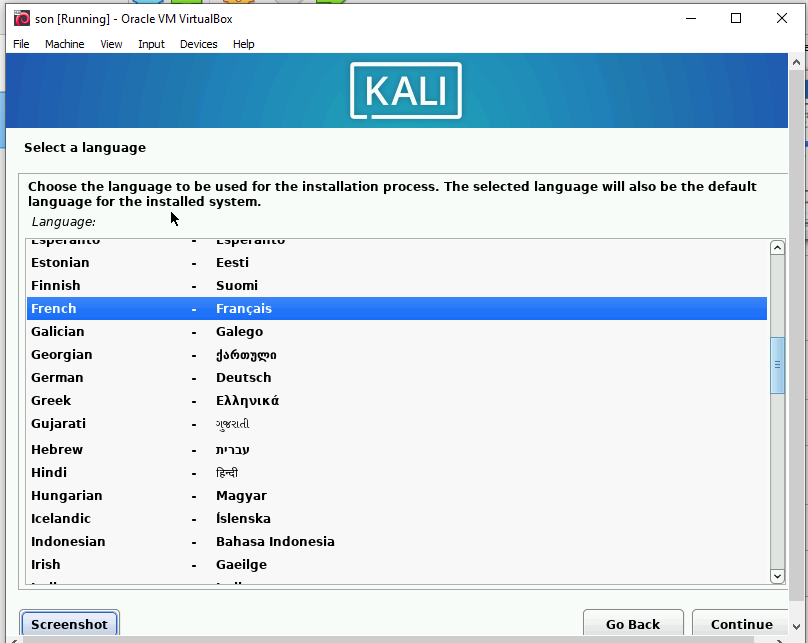 son [Running] - Oracle VM VirtualBox
File Machine View Input Devices Help
KALI
Select a language
Choose the language to be used for the installation process. The selected language will also be the default
language for the installed system.
Language:
Esperanto - Esperanto
Estonian - Eesti
Finnish - Suomi
French - Français
Galician - Galego
Georgian - ქართული
German - Deutsch
Greek - Ελληνικά
Gujarati - ગુજરાતી
Hebrew - עברית
Hindi - हिन्दी
Hungarian - Magyar
Icelandic - Íslenska
Indonesian - Bahasa Indonesia
Irish - Gaeilge
Screenshot Go Back Continue